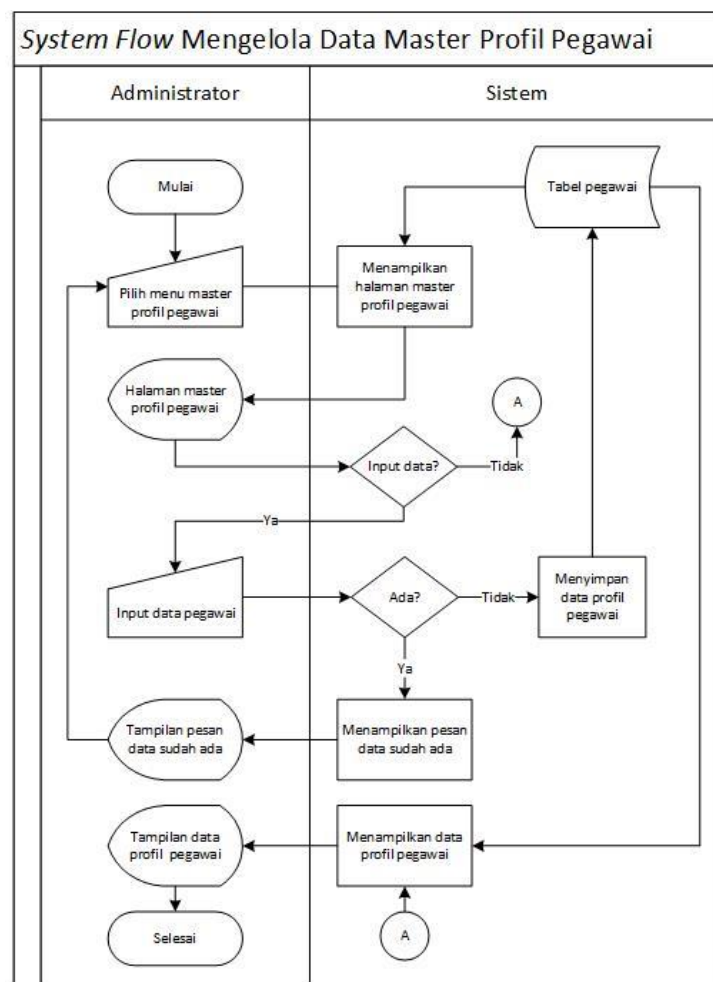 System Flow Mengelola Data Master Profil Pegawai
Administrator
Sistem
Mulai
Tabel pegawai
Pilih menu master
profil pegawai
Menampilkan
halaman master
profil pegawai
Halaman master
profil pegawai
A
Input data?
Tidak
Ya
Input data pegawai
Ada?
Tidak
Menyimpan
data profil
pegawai
Ya
Tampilan pesan
data sudah ada
Menampilkan pesan
data sudah ada
Tampilan data
profil pegawai
Menampilkan data
profil pegawai
Selesai
A